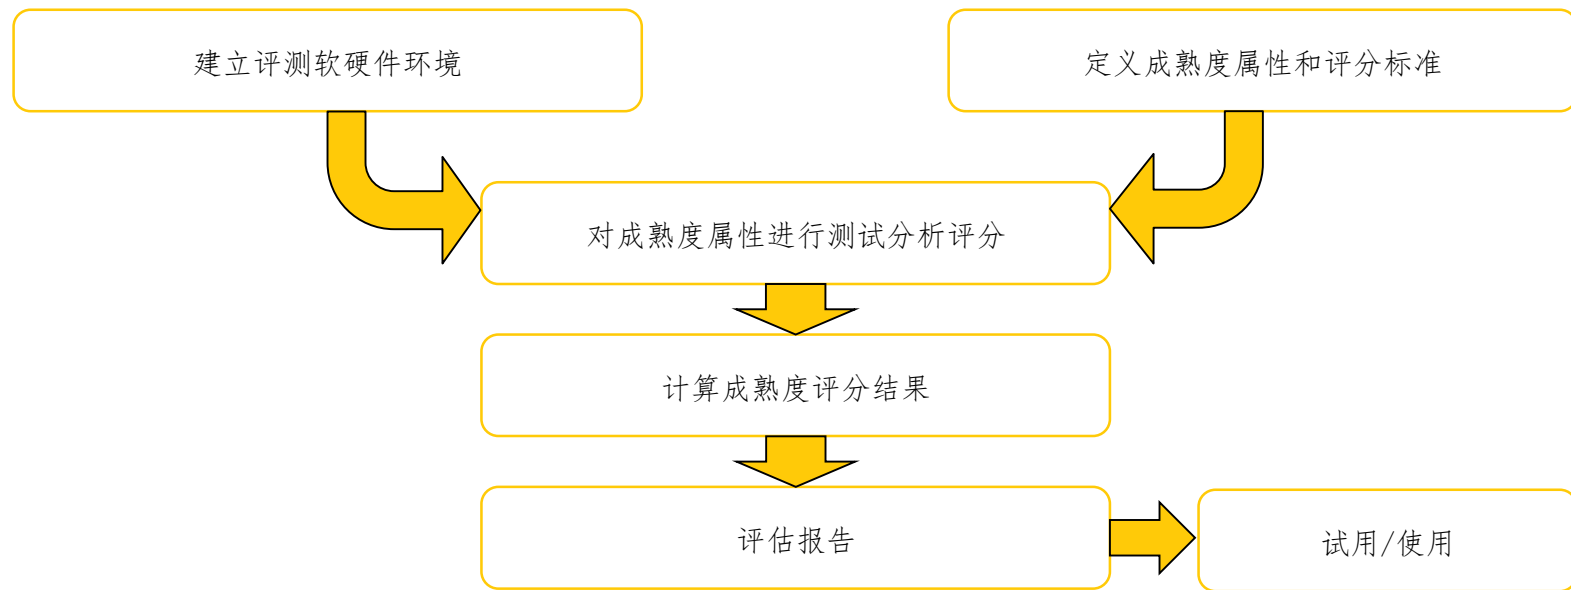 建立评测软硬件环境
定义成熟度属性和评分标准
对成熟度属性进行测试分析评分
计算成熟度评分结果
评估报告
试用/使用